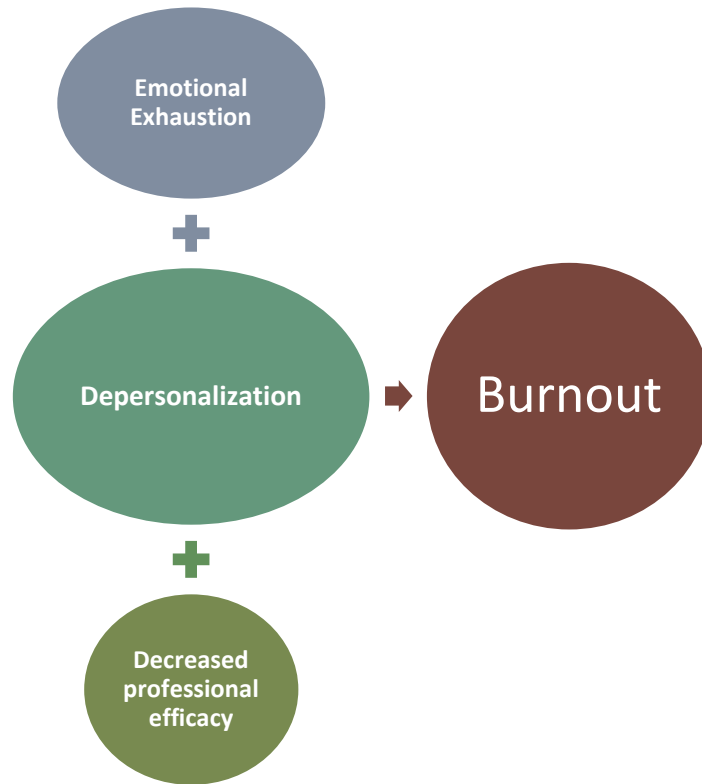 Emotional
Exhaustion
Depersonalization
Burnout
Decreased
professional
efficacy